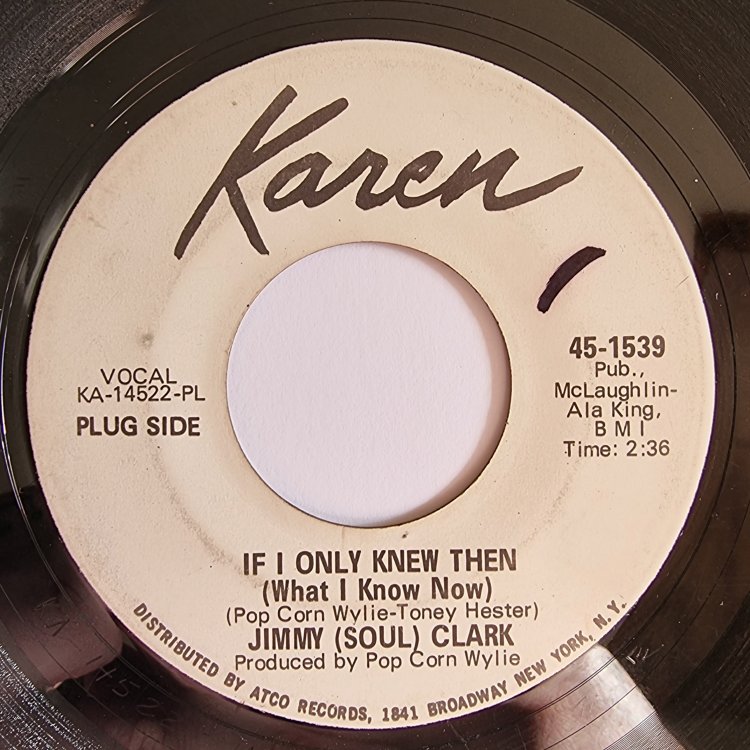 Karen
VOCAL
KA-14522-PL
PLUG SIDE
45-1539
Pub.,
McLaughlin-
Ala King,
B M I
Time: 2:36
IF I ONLY KNEW THEN
(What I Know Now)
(Pop Corn Wylie-Toney Hester)
JIMMY (SOUL) CLARK
Produced by Pop Corn Wylie
DISTRIBUTED BY ATCO RECORDS, 1841 BROADWAY NEW YORK, N.Y.